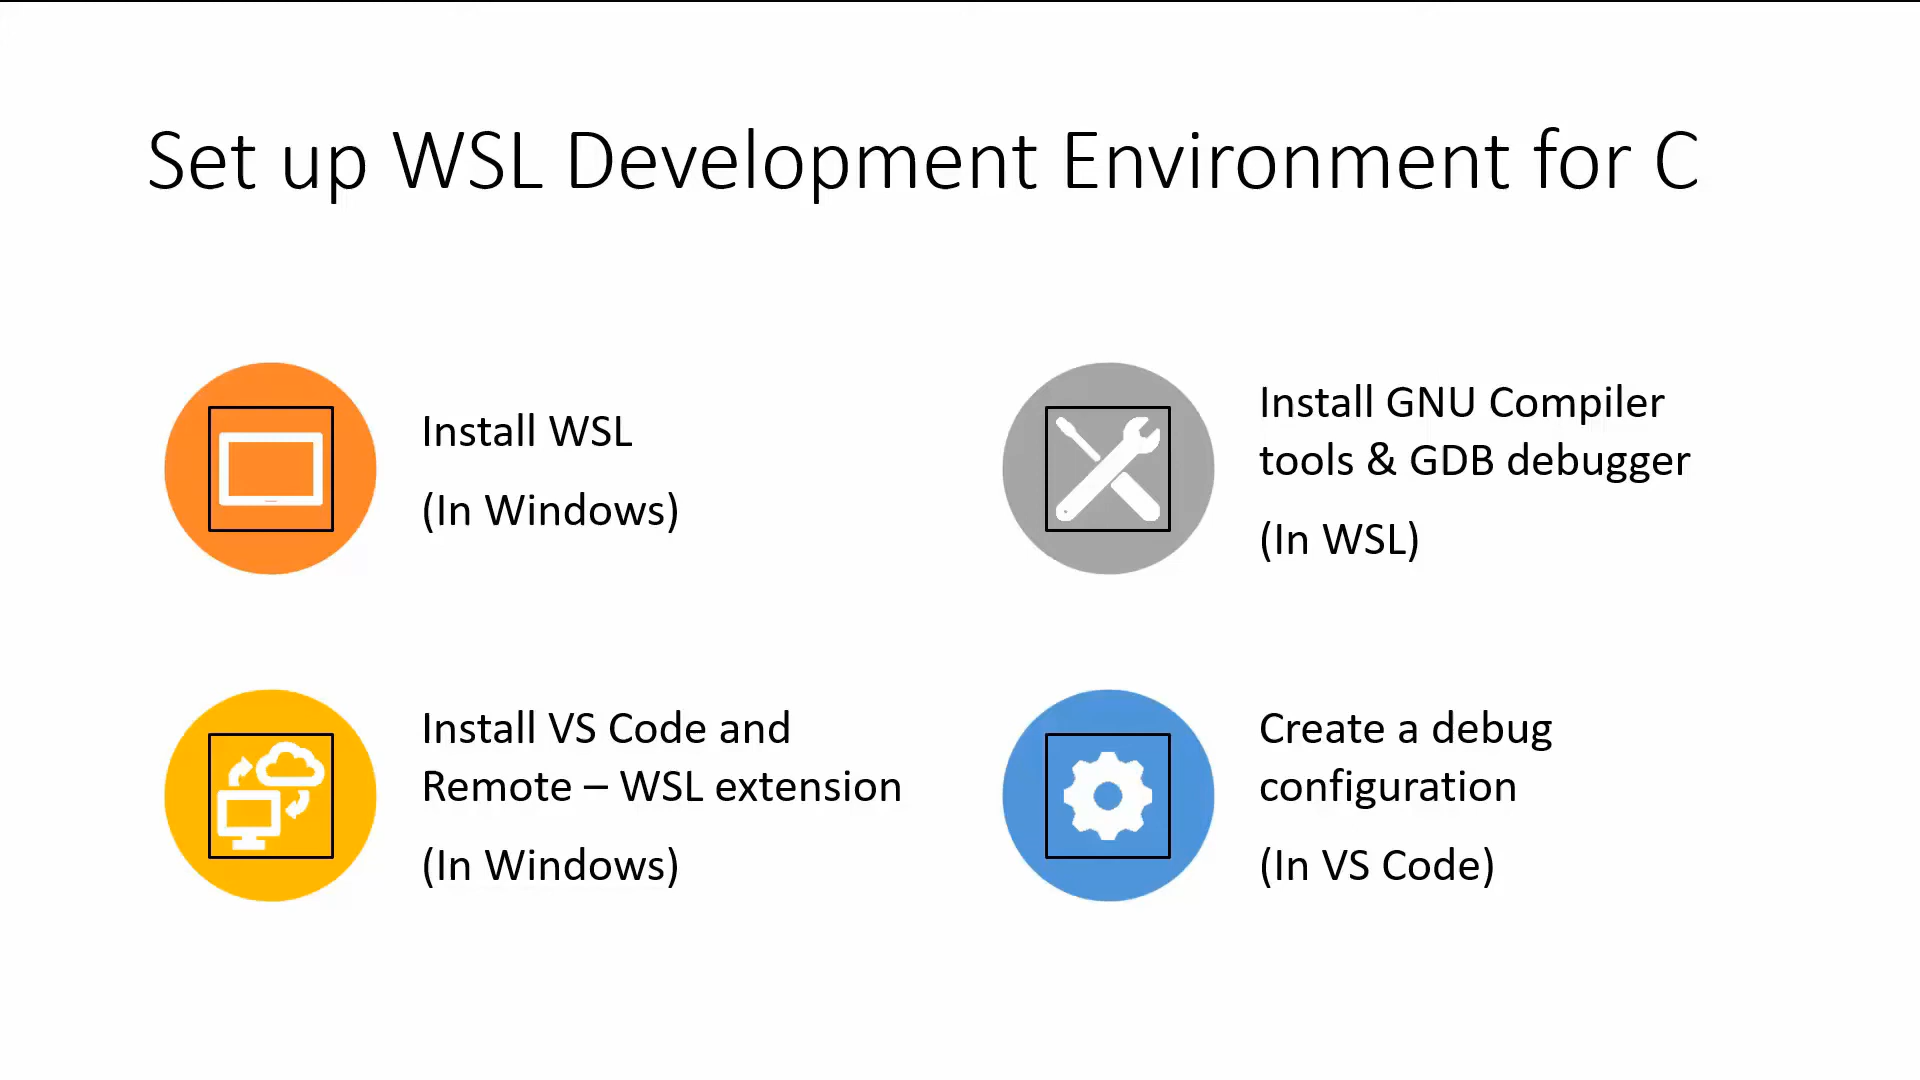 Set up WSL Development Environment for C
Install WSL
(In Windows)
Install GNU Compiler
tools & GDB debugger
(In WSL)
Install VS Code and
Remote – WSL extension
(In Windows)
Create a debug
configuration
(In VS Code)